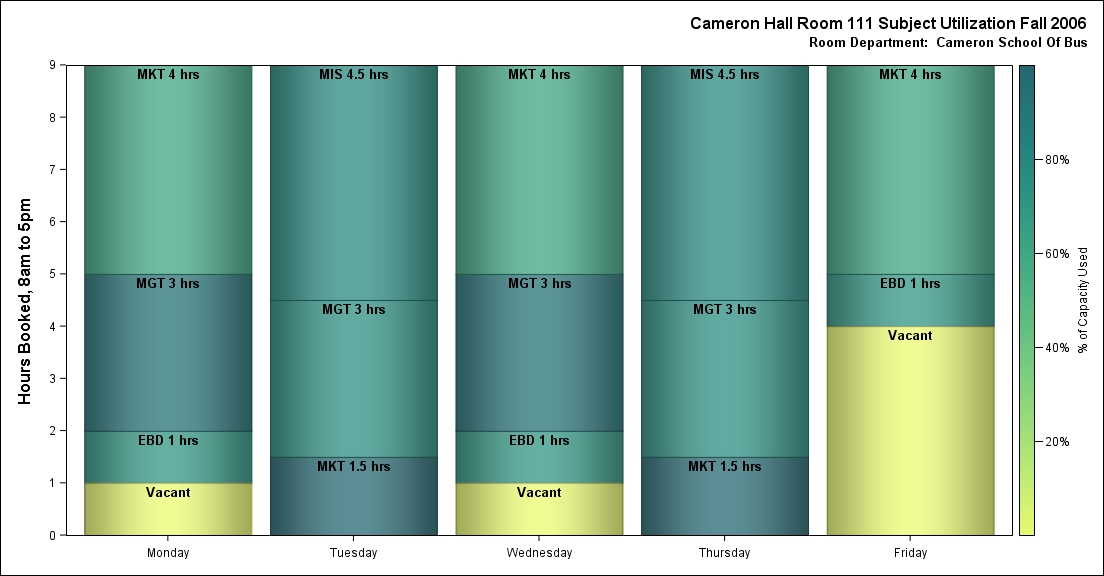 Cameron Hall Room 111 Subject Utilization Fall 2006
Room Department:  Cameron School Of Bus
Hours Booked, 8am to 5pm
9
8
7
6
5
4
3
2
1
0
MKT 4 hrs
MGT 3 hrs
EBD 1 hrs
Vacant
MIS 4.5 hrs
MGT 3 hrs
MKT 1.5 hrs
MKT 4 hrs
MGT 3 hrs
EBD 1 hrs
Vacant
MIS 4.5 hrs
MGT 3 hrs
MKT 1.5 hrs
MKT 4 hrs
EBD 1 hrs
Vacant
Monday
Tuesday
Wednesday
Thursday
Friday
80%
60%
40%
20%
% of Capacity Used